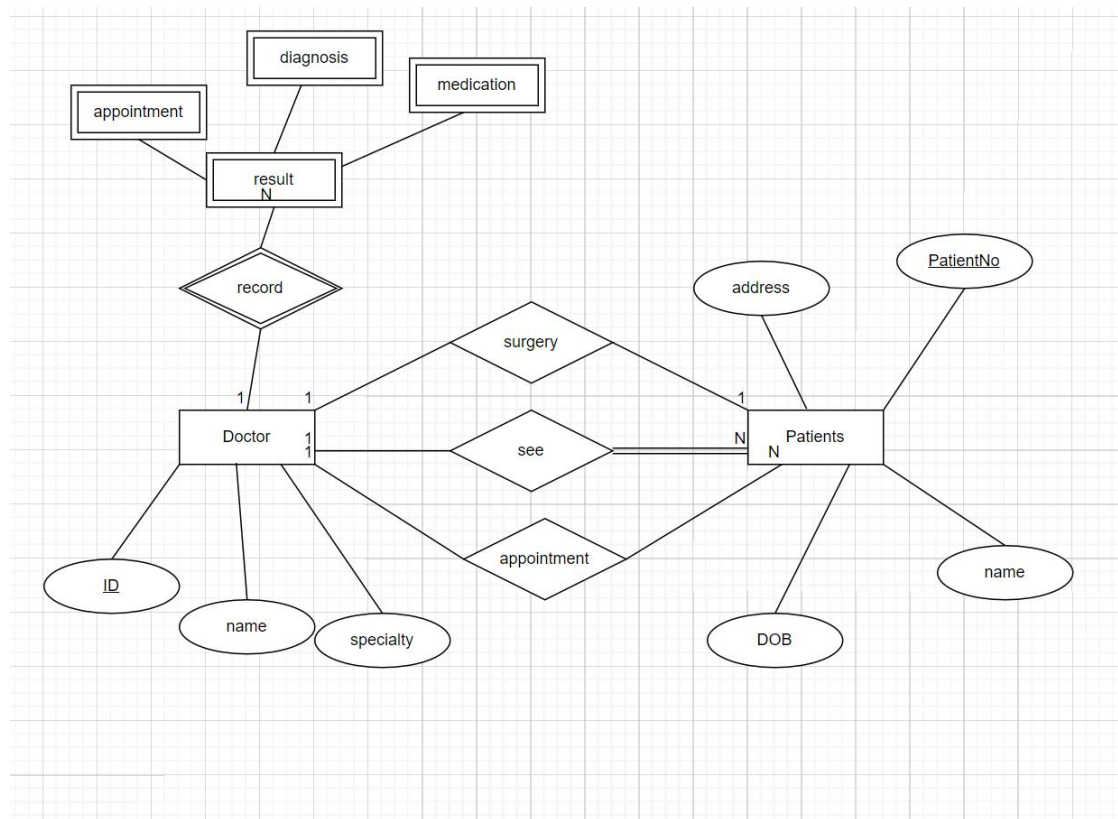 diagnosis
medication
appointment
result
N
PatientNo
record
address
surgery
1
1
1
Doctor
1
1
see
N
N
Patients
appointment
ID
name
specialty
DOB
name